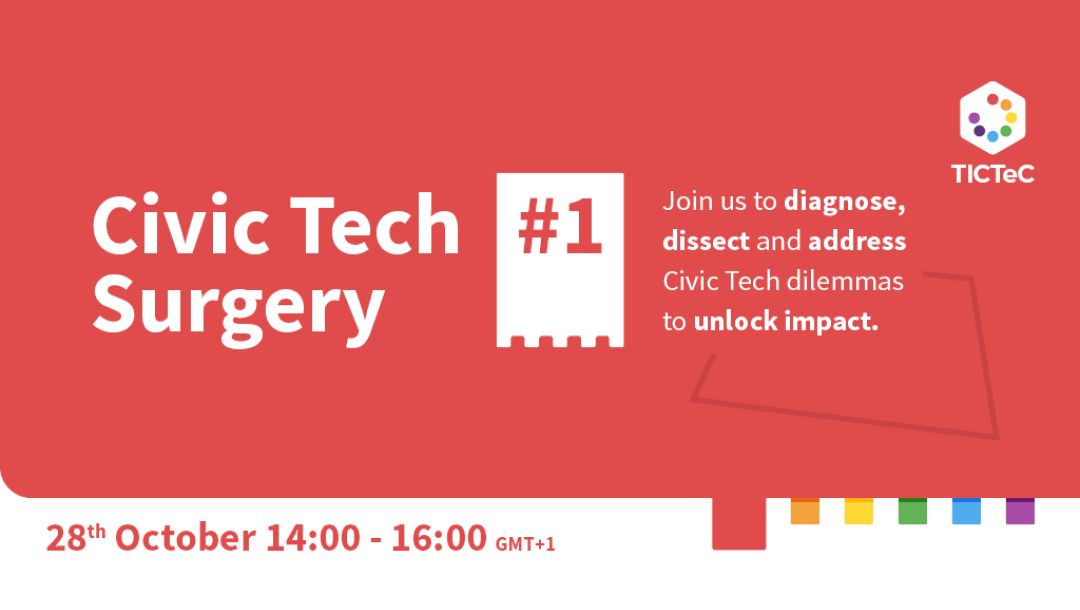 Civic Tech
Surgery
#1
Join us to diagnose,
dissect and address
Civic Tech dilemmas
to unlock impact.
TICTeC
28th October 14:00 - 16:00 GMT+1